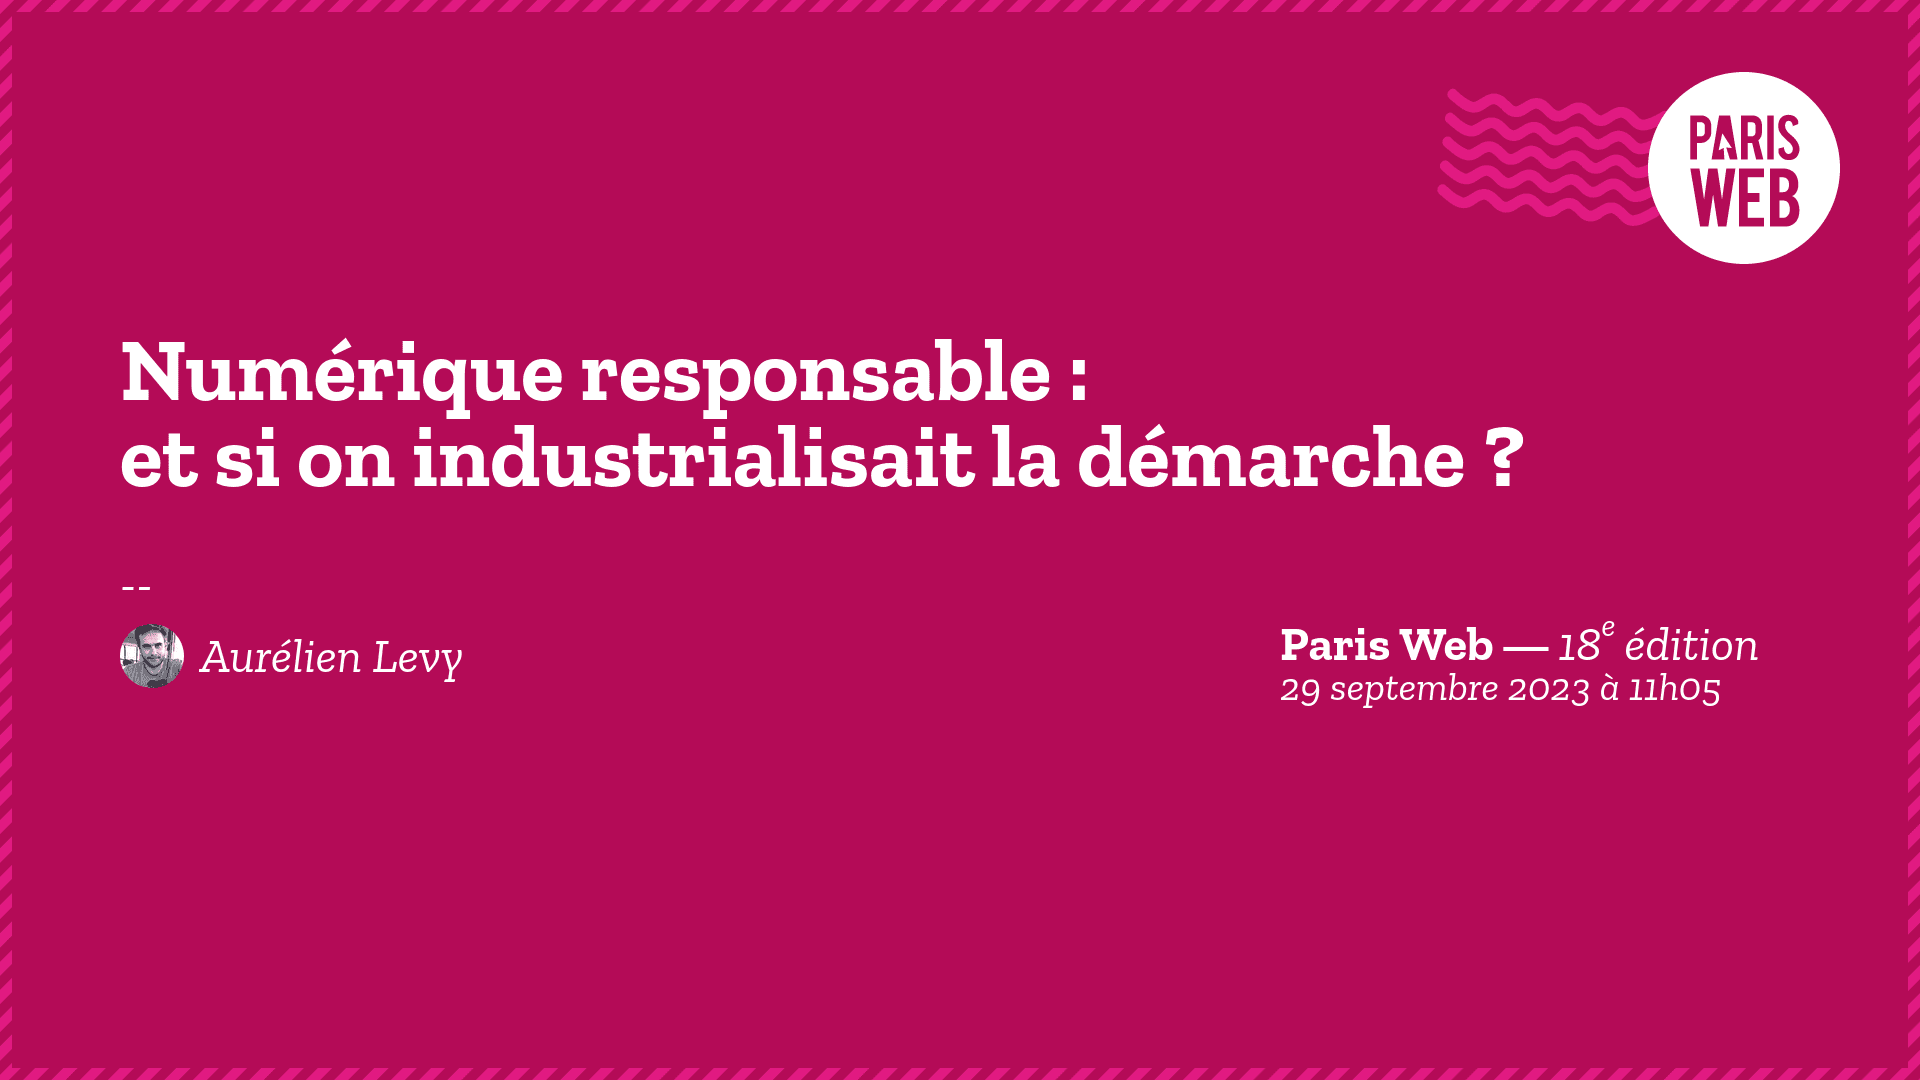 PARIS
WEB
Numérique responsable :
et si on industrialisait la démarche ?
--
Aurélien Levy
Paris Web — 18e édition
29 septembre 2023 à 11h05